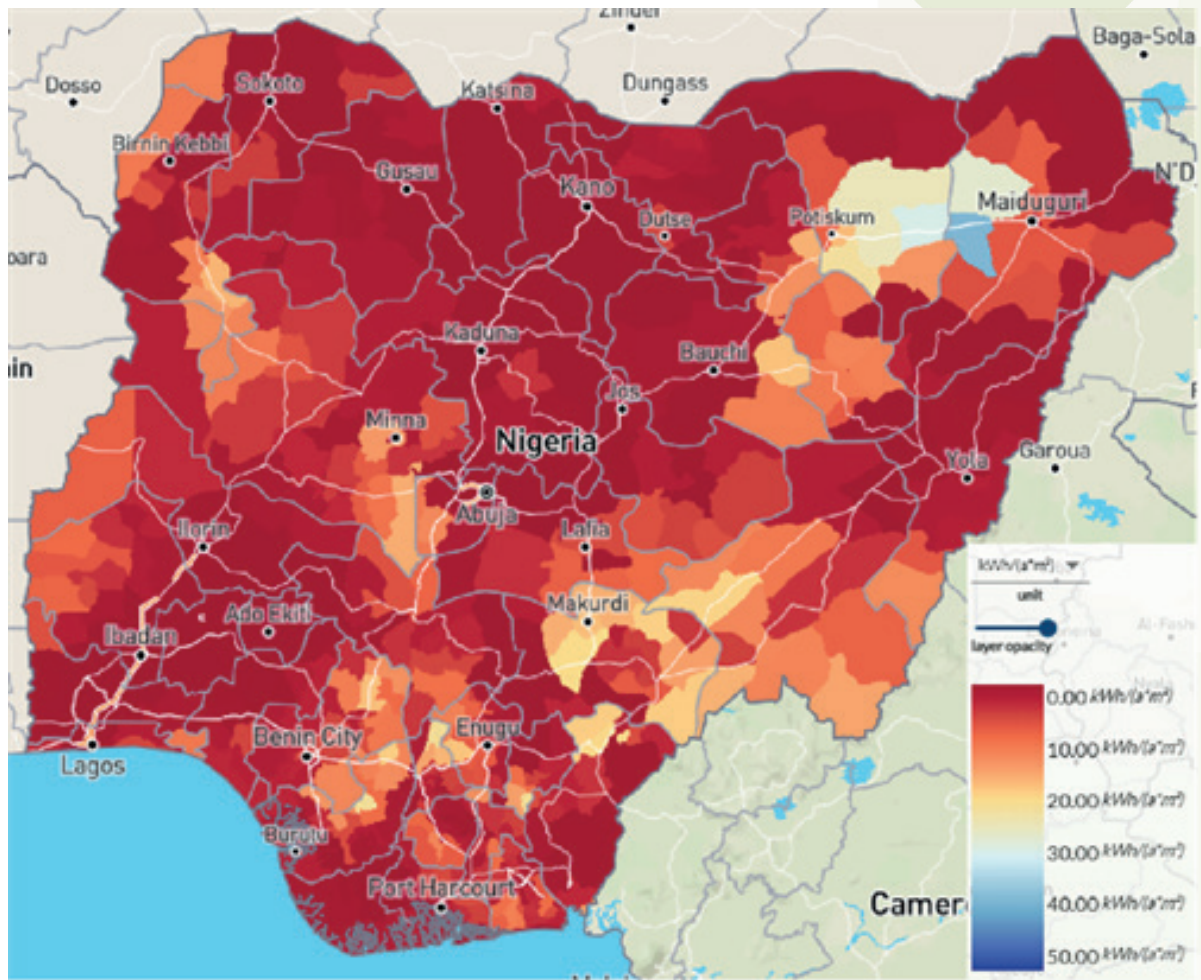 Zinder
Baga-Sola
Dosso
Sokoto
Katsina
Dungass
Birnin Kebbi
Gusau
N'D
Kano
Maiduguri
Dutse
Potiskum
oara
Kaduna
Bauchi
in
Jos
Minna
Nigeria
Garoua
Yola
Abuja
Ilorin
Lafia
kWh/(a*m²)
unit
Makurdi
Ado Ekiti
Ibadan
Al-Fash
layer opacity
0.00 kWh/(a*m²)
Enugu
Benin City
10.00 kWh/(a*m²)
Lagos
20.00 kWh/(a*m²)
Burutu
30.00 kWh/(a*m²)
Port Harcourt
Camer
40.00 kWh/(a*m²)
50.00 kWh/(a*m²)